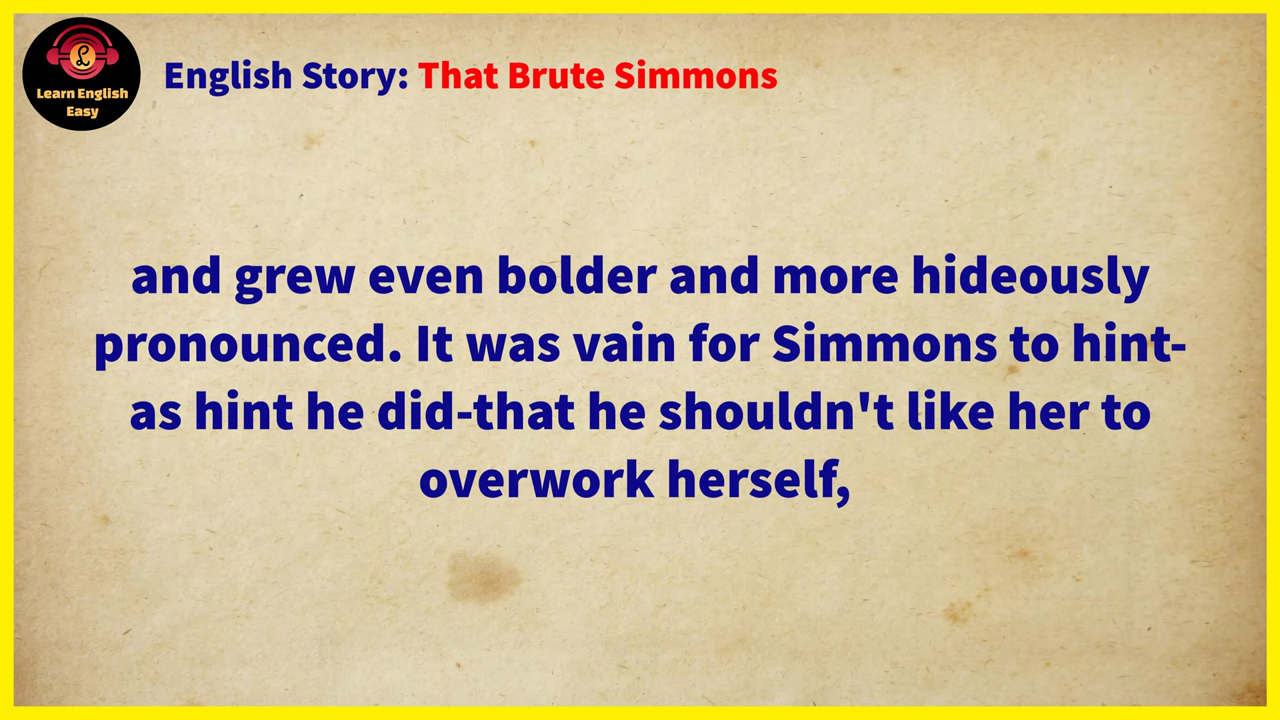 Learn English
Easy
English Story: That Brute Simmons
and grew even bolder and more hideously
pronounced. It was vain for Simmons to hint-
as hint he did-that he shouldn't like her to
overwork herself,